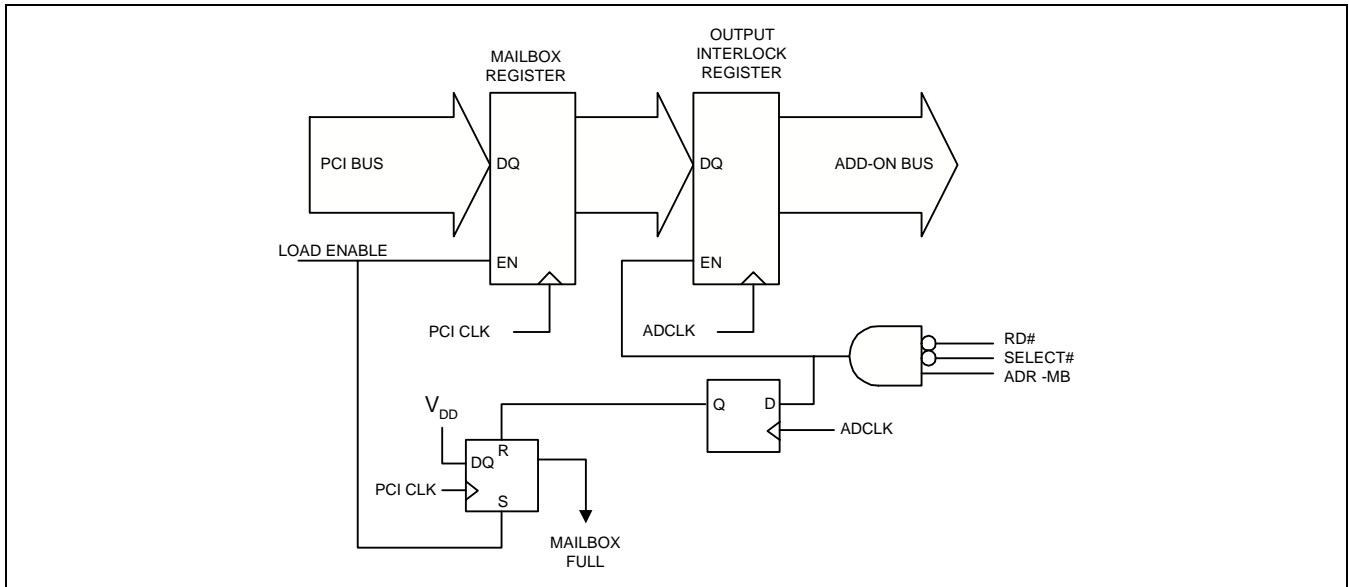 MAILBOX
REGISTER
OUTPUT
INTERLOCK
REGISTER
PCI BUS
DQ
DQ
ADD-ON BUS
LOAD ENABLE
EN
EN
PCI CLK
ADCLK
RD#
SELECT#
ADR -MB
Q
D
ADCLK
VDD
R
DQ
PCI CLK
S
MAILBOX
FULL